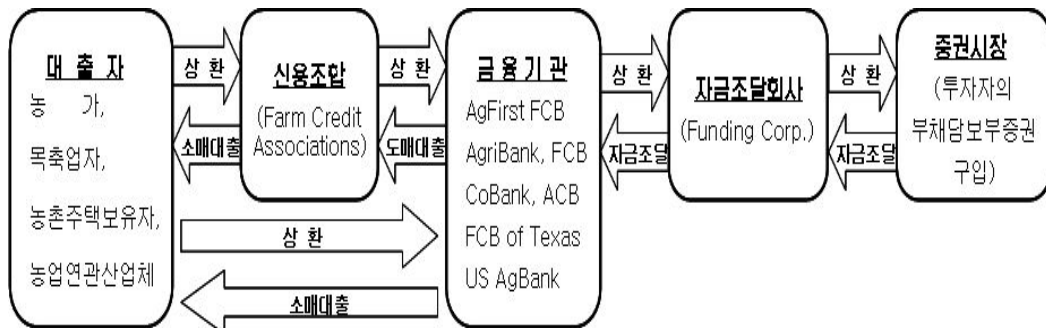 대 출 자
농 가,
목축업자,
농촌주택보유자,
농업연관산업체
상 환
소매대출
신용조합
(Farm Credit
Associations)
상 환
도매대출
상 환
소매대출
금융기관
AgFirst FCB
AgriBank, FCB
CoBank, ACB
FCB of Texas
US AgBank
상 환
자금조달
자금조달회사
(Funding Corp.)
상 환
자금조달
증권시장
(투자자의
부채담보부증권
구입)